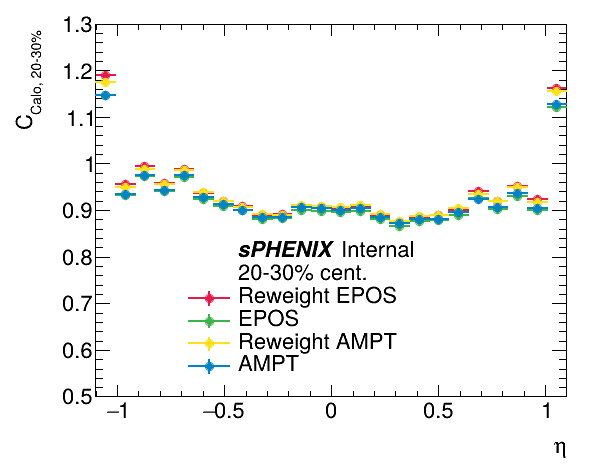 C_Calo, 20-30%
1.3
1.2
1.1
1
0.9
0.8
0.7
0.6
0.5
sPHENIX Internal
20-30% cent.
Reweight EPOS
EPOS
Reweight AMPT
AMPT
−1 −0.5 0 0.5 1
η